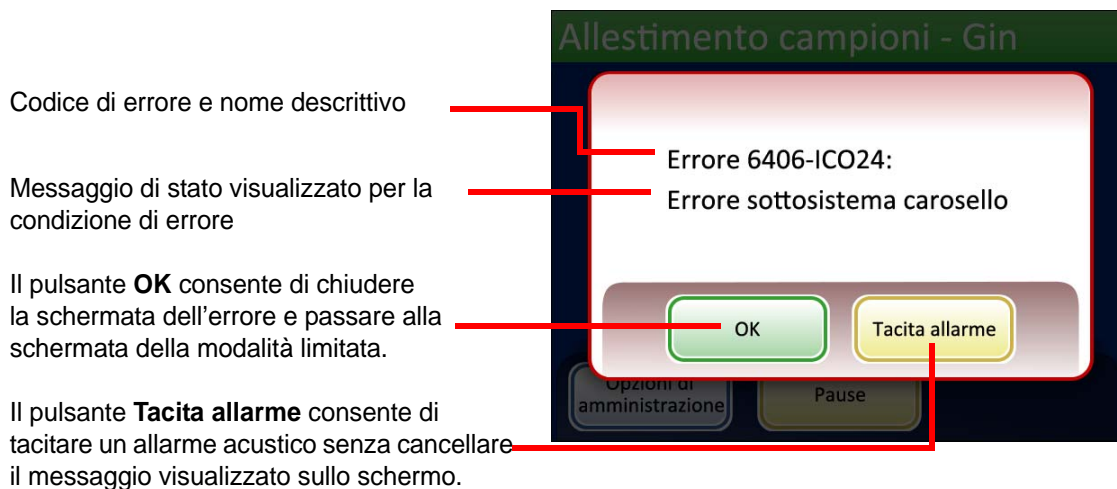 Allestimento campioni - Gin
Codice di errore e nome descrittivo
Errore 6406-ICO24:
Messaggio di stato visualizzato per la
condizione di errore
Errore sottosistema carosello
Il pulsante OK consente di chiudere
la schermata dell'errore e passare alla
schermata della modalità limitata.
OK
Tacita allarme
Il pulsante Tacita allarme consente di
tacitare un allarme acustico senza cancellare
il messaggio visualizzato sullo schermo.
Opzioni di
amministrazione
Pause